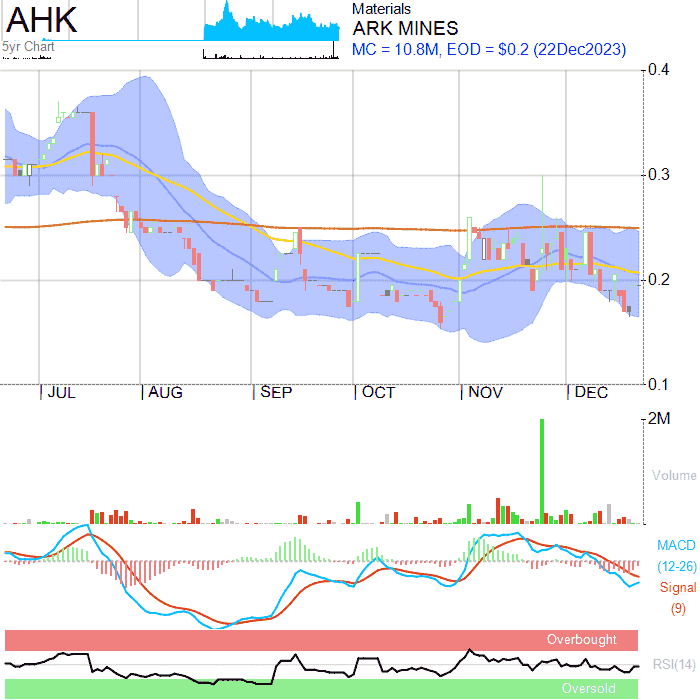 AHK
Materials
ARK MINES
5yr Chart
MC = 10.8M, EOD = $0.2 (22Dec2023)
0.4
0.3
0.2
0.1
JUL AUG SEP OCT NOV DEC
2M
Volume
MACD
(12-26)
Signal
(9)
Overbought
RSI(14)
Oversold